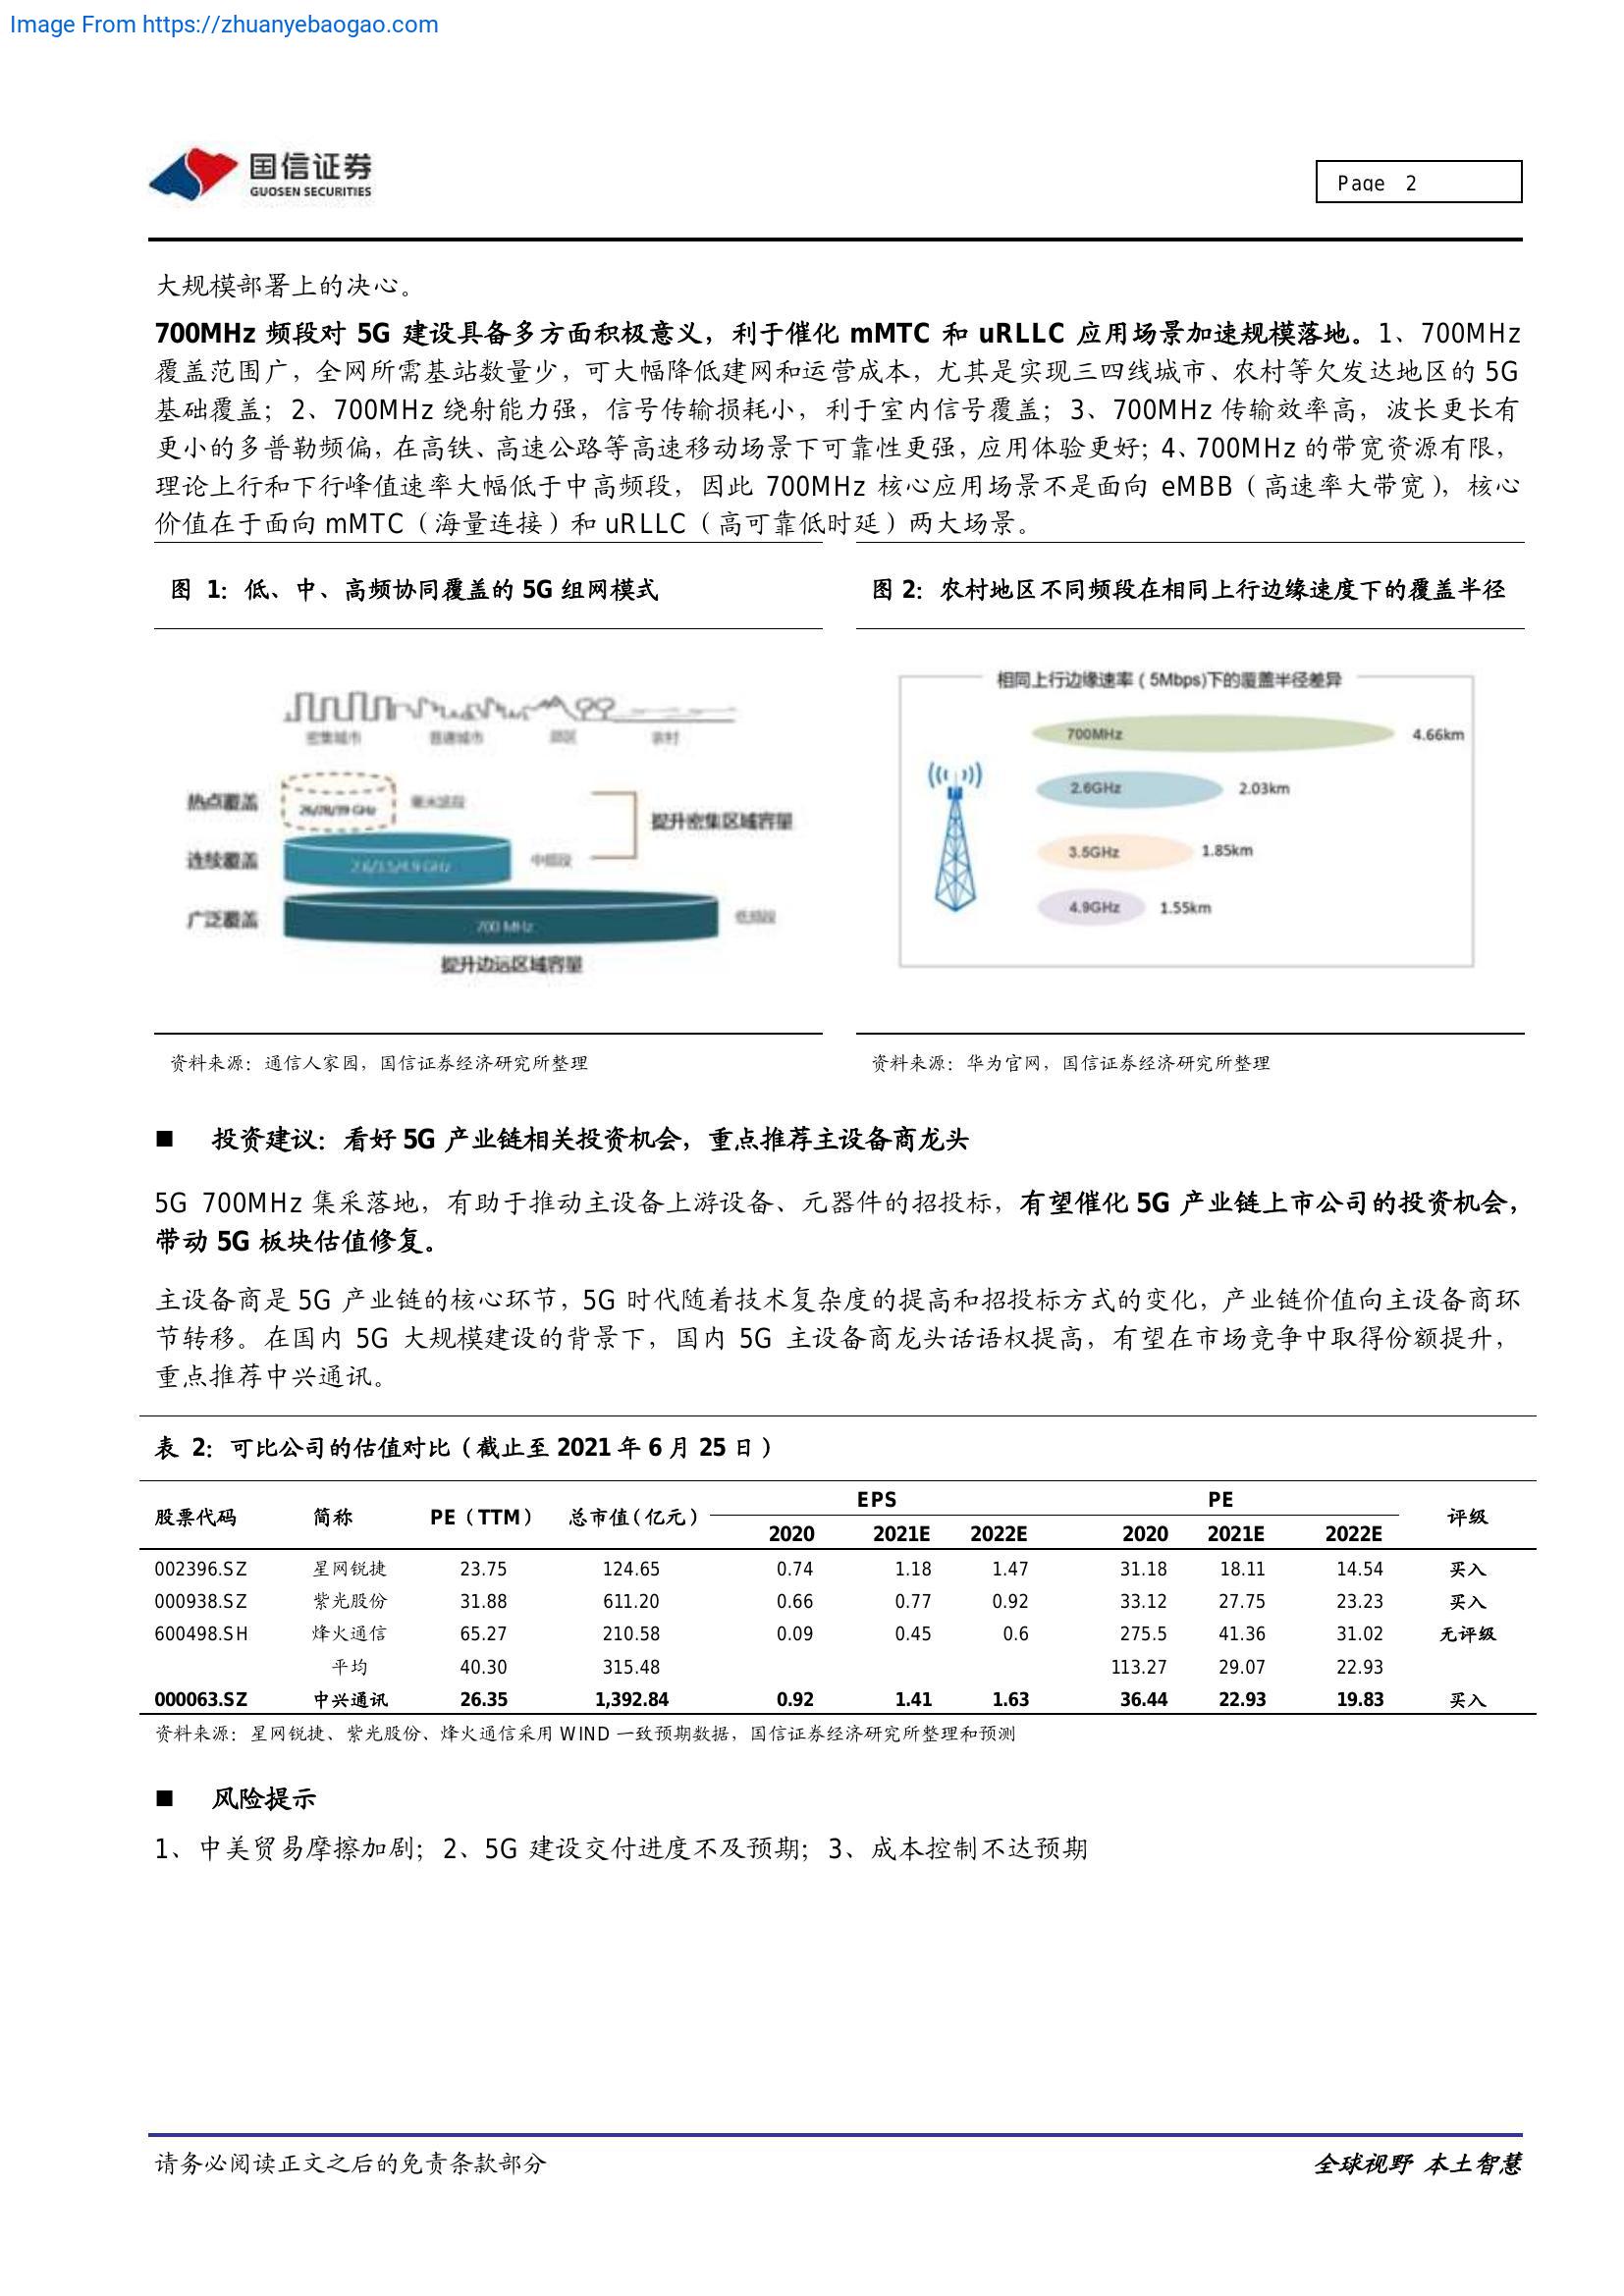 Image From https://zhuanyebaogao.com
国信证券
GUOSEN SECURITIES
Page 2
大规模部署上的决心。
700MHz 频段对 5G 建设具备多方面积极意义，利于催化 mMTC 和 uRLLC 应用场景加速规模落地。1、700MHz
覆盖范围广，全网所需基站数量少，可大幅降低建网和运营成本，尤其是实现三四线城市、农村等欠发达地区的 5G
基础覆盖；2、700MHz 绕射能力强，信号传输损耗小，利于室内信号覆盖；3、700MHz 传输效率高，波长更长有
更小的多普勒频偏，在高铁、高速公路等高速移动场景下可靠性更强，应用体验更好；4、700MHz 的带宽资源有限，
理论上行和下行峰值速率大幅低于中高频段，因此 700MHz 核心应用场景不是面向 eMBB（高速率大带宽），核心
价值在于面向 mMTC（海量连接）和 uRLLC（高可靠低时延）两大场景。
图 1：低、中、高频协同覆盖的 5G 组网模式
密集城市 普通城市 郊区 农村
热点覆盖 26/28/39 GHz 毫米波段
提升密集区域容量
连续覆盖 2.6/3.5/4.9 GHz 中频段
广泛覆盖 700 MHz 低频段
提升边远区域容量
资料来源：通信人家园，国信证券经济研究所整理
图 2：农村地区不同频段在相同上行边缘速度下的覆盖半径
相同上行边缘速率（5Mbps)下的覆盖半径差异
700MHz 4.66km
2.6GHz 2.03km
3.5GHz 1.85km
4.9GHz 1.55km
资料来源：华为官网，国信证券经济研究所整理
■ 投资建议：看好 5G 产业链相关投资机会，重点推荐主设备商龙头
5G 700MHz 集采落地，有助于推动主设备上游设备、元器件的招投标，有望催化 5G 产业链上市公司的投资机会，
带动 5G 板块估值修复。
主设备商是 5G 产业链的核心环节，5G 时代随着技术复杂度的提高和招投标方式的变化，产业链价值向主设备商环
节转移。在国内 5G 大规模建设的背景下，国内 5G 主设备商龙头话语权提高，有望在市场竞争中取得份额提升，
重点推荐中兴通讯。
表 2：可比公司的估值对比（截止至 2021 年 6 月 25 日）
股票代码 简称 PE（TTM） 总市值(亿元) EPS PE 评级
2020 2021E 2022E 2020 2021E 2022E
002396.SZ 星网锐捷 23.75 124.65 0.74 1.18 1.47 31.18 18.11 14.54 买入
000938.SZ 紫光股份 31.88 611.20 0.66 0.77 0.92 33.12 27.75 23.23 买入
600498.SH 烽火通信 65.27 210.58 0.09 0.45 0.6 275.5 41.36 31.02 无评级
平均 40.30 315.48 113.27 29.07 22.93
000063.SZ 中兴通讯 26.35 1,392.84 0.92 1.41 1.63 36.44 22.93 19.83 买入
资料来源：星网锐捷、紫光股份、烽火通信采用 WIND 一致预期数据，国信证券经济研究所整理和预测
■ 风险提示
1、中美贸易摩擦加剧；2、5G 建设交付进度不及预期；3、成本控制不达预期
请务必阅读正文之后的免责条款部分
全球视野 本土智慧